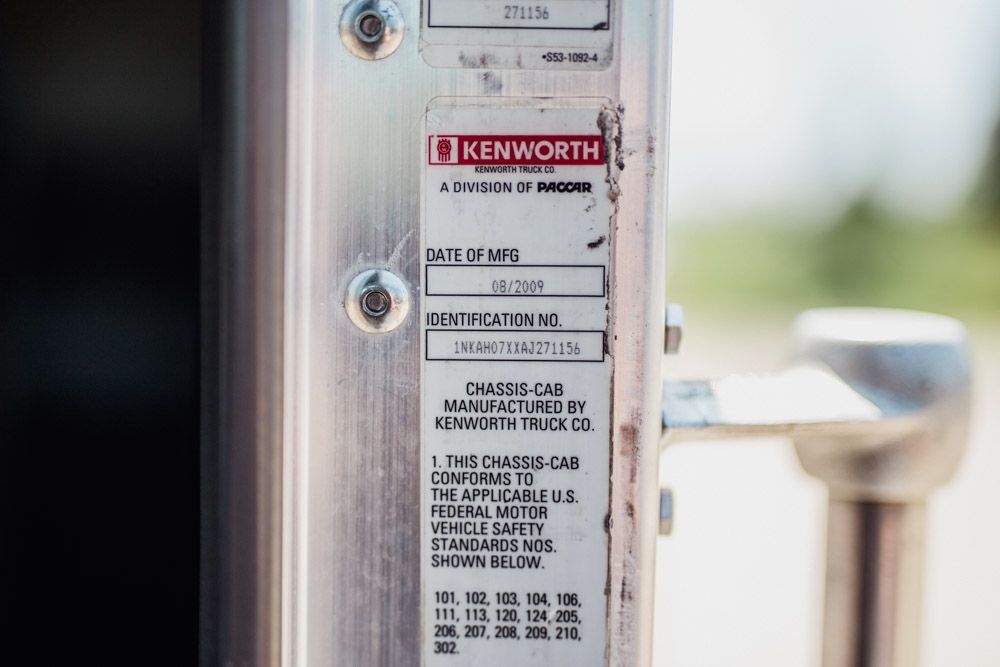 271156
•S53-1092-4
KENWORTH
KENWORTH TRUCK CO.
A DIVISION OF PACCAR
DATE OF MFG
08/2009
IDENTIFICATION NO.
1NKAH07XXAJ271156
CHASSIS-CAB
MANUFACTURED BY
KENWORTH TRUCK CO.
1. THIS CHASSIS-CAB
CONFORMS TO
THE APPLICABLE U.S.
FEDERAL MOTOR
VEHICLE SAFETY
STANDARDS NOS.
SHOWN BELOW.
101, 102, 103, 104, 106,
111, 113, 120, 124, 205,
206, 207, 208, 209, 210,
302.